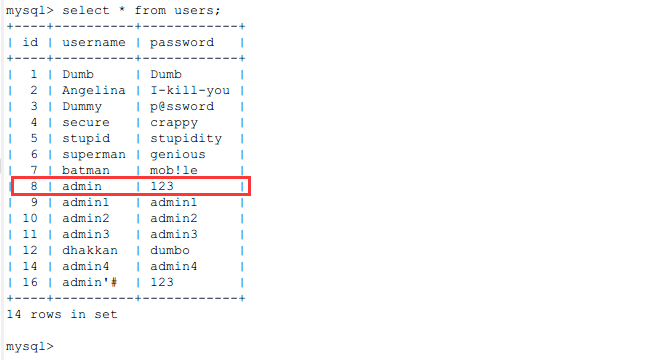 mysql> select * from users;
+----+----------+------------+
| id | username | password   |
+----+----------+------------+
|  1 | Dumb     | Dumb       |
|  2 | Angelina | I-kill-you |
|  3 | Dummy    | p@ssword   |
|  4 | secure   | crappy     |
|  5 | stupid   | stupidity  |
|  6 | superman | genious    |
|  7 | batman   | mob!le     |
|  8 | admin    | 123        |
|  9 | admin1   | admin1     |
| 10 | admin2   | admin2     |
| 11 | admin3   | admin3     |
| 12 | dhakkan  | dumbo      |
| 14 | admin4   | admin4     |
| 16 | admin'#  | 123        |
+----+----------+------------+
14 rows in set
mysql>